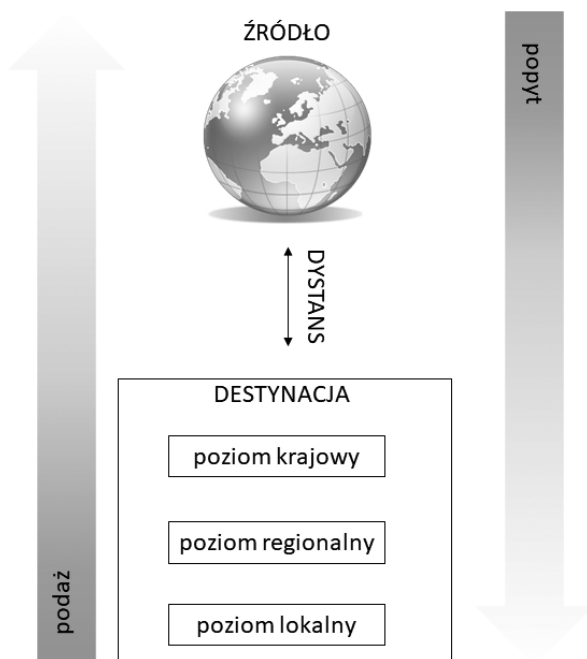 ŹRÓDŁO
popyt
DYSTANS
DESTYNACJA
poziom krajowy
poziom regionalny
poziom lokalny
podaż